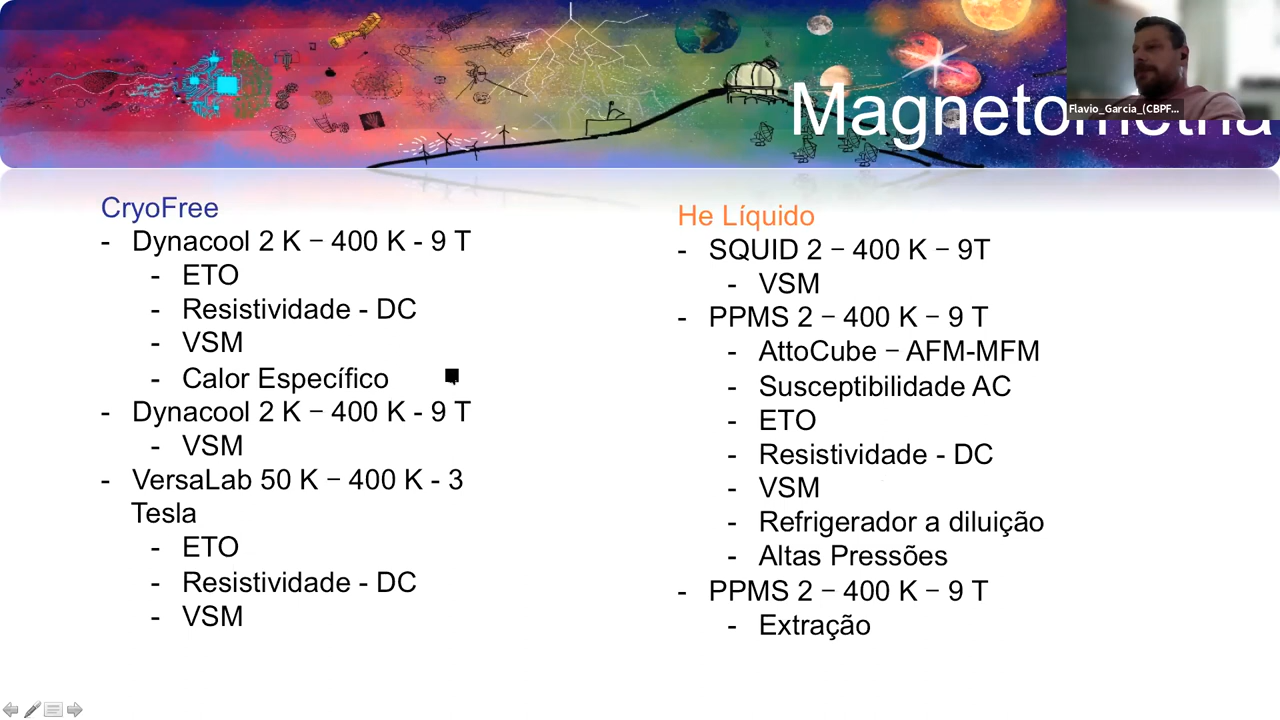 Magnetometria
Flavio_Garcia_(CBPF...
CryoFree
- Dynacool 2 K – 400 K - 9 T
- ETO
- Resistividade - DC
- VSM
- Calor Específico
- Dynacool 2 K – 400 K - 9 T
- VSM
- VersaLab 50 K – 400 K - 3
Tesla
- ETO
- Resistividade - DC
- VSM
He Líquido
- SQUID 2 – 400 K – 9T
- VSM
- PPMS 2 – 400 K – 9 T
- AttoCube – AFM-MFM
- Susceptibilidade AC
- ETO
- Resistividade - DC
- VSM
- Refrigerador a diluição
- Altas Pressões
- PPMS 2 – 400 K – 9 T
- Extração